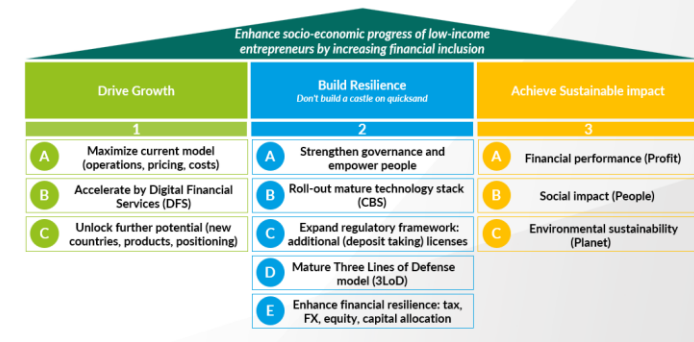 Enhance socio-economic progress of low-income
entrepreneurs by increasing financial inclusion
Drive Growth
1
A
Maximize current model
(operations, pricing, costs)
B
Accelerate by Digital Financial
Services (DFS)
C
Unlock further potential (new
countries, products, positioning)
Build Resilience
Don't build a castle on quicksand
2
A
Strengthen governance and
empower people
B
Roll-out mature technology stack
(CBS)
C
Expand regulatory framework:
additional (deposit taking) licenses
D
Mature Three Lines of Defense
model (3LoD)
E
Enhance financial resilience: tax,
FX, equity, capital allocation
Achieve Sustainable impact
3
A
Financial performance (Profit)
B
Social impact (People)
C
Environmental sustainability
(Planet)